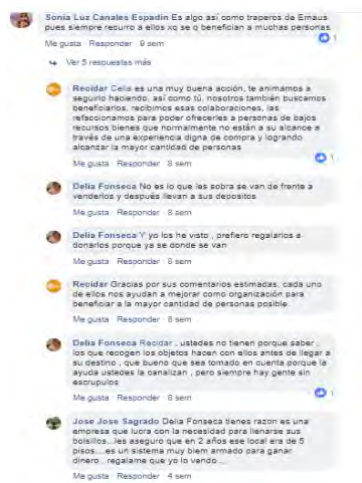 Sonia Luz Canales Espadin Es algo así como traperos de Emaus
pues siempre recurro a ellos xq se q benefician a muchas personas
1
Me gusta · Responder · 9 sem
Ver 5 respuestas más
Recidar Celia es una muy buena acción, te animamos a
seguirlo haciendo, así como tú, nosotros también buscamos
beneficiarlos, recibimos esas colaboraciones, las
refaccionamos para poder ofrecerles a personas de bajos
recursos bienes que normalmente no están a su alcance a
través de una experiencia digna de compra y logrando
alcanzar la mayor cantidad de personas
1
Me gusta · Responder · 8 sem
Delia Fonseca No es lo que les sobra se van de frente a
venderlos y después llevan a sus depositos
Me gusta · Responder · 8 sem
Delia Fonseca Y yo los he visto , prefiero regalarlos a
donarlos porque ya se donde se van
Me gusta · Responder · 8 sem
Recidar Gracias por sus comentarios estimadas, cada uno
de ellos nos ayudan a mejorar como organización para
beneficiar a la mayor cantidad de personas posible.
Me gusta · Responder · 8 sem
Delia Fonseca Recidar , ustedes no tienen porque saber ,
los que recogen los objetos hacen con ellos antes de llegar a
su destino , que bueno que sea tomado en cuenta porque la
ayuda ustedes la canalizan , pero siempre hay gente sin
escrupulos
1
Me gusta · Responder · 8 sem
Jose Jose Sagrado Delia Fonseca tienes razon es una
empresa que lucra con la necesidad para llenarse sus
bolsillos...les aseguro que en 2 años ese local era de 5
pisos....es un sistema muy biem armado para ganar
dinero...regalame que yo lo vendo...
Me gusta · Responder · 4 sem